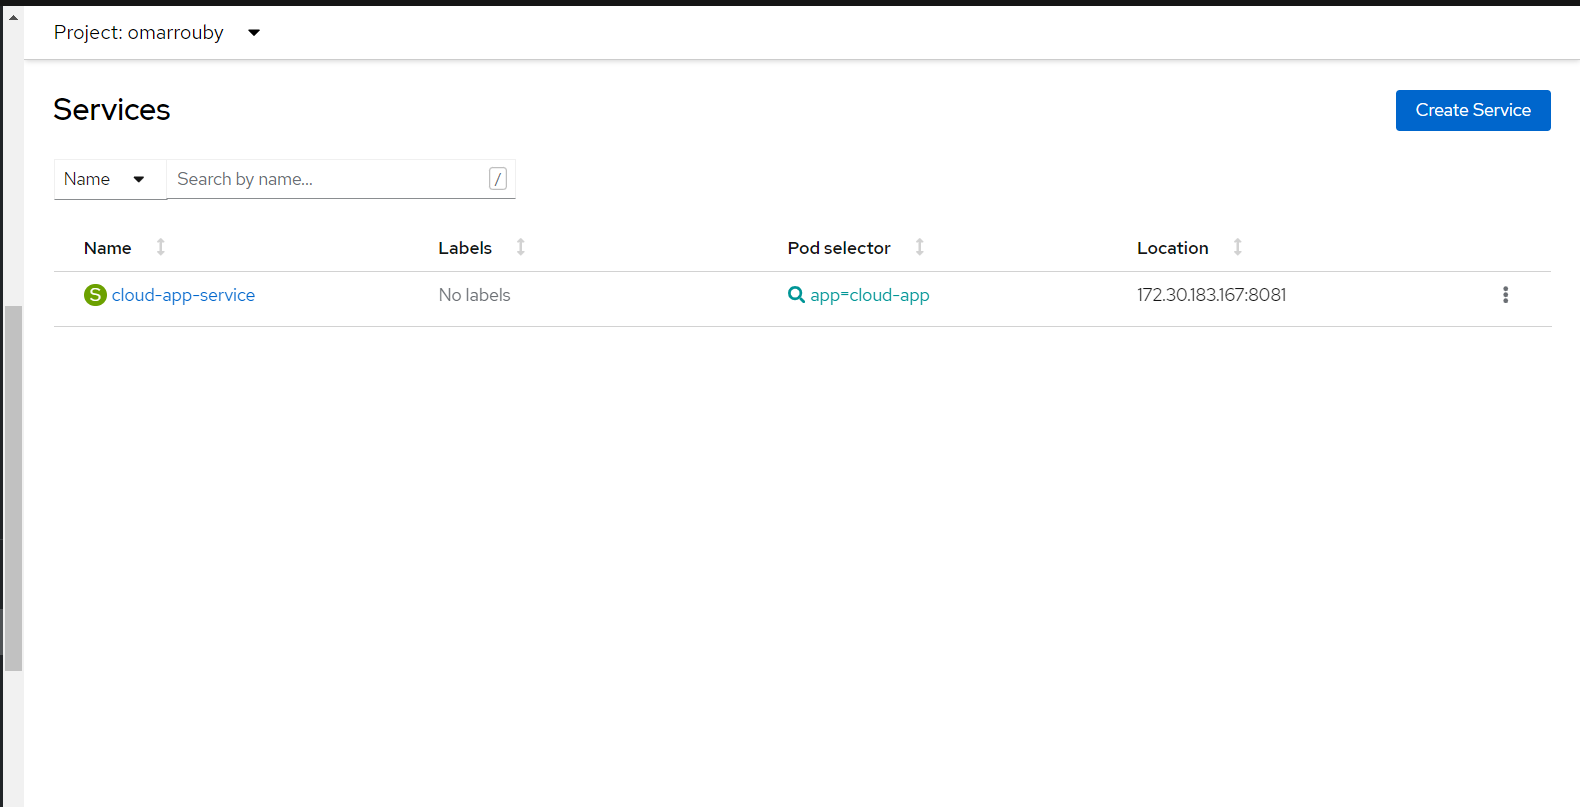 Project: omarrouby
Services
Create Service
Name Search by name... /
Name Labels Pod selector Location
S cloud-app-service No labels app=cloud-app 172.30.183.167:8081